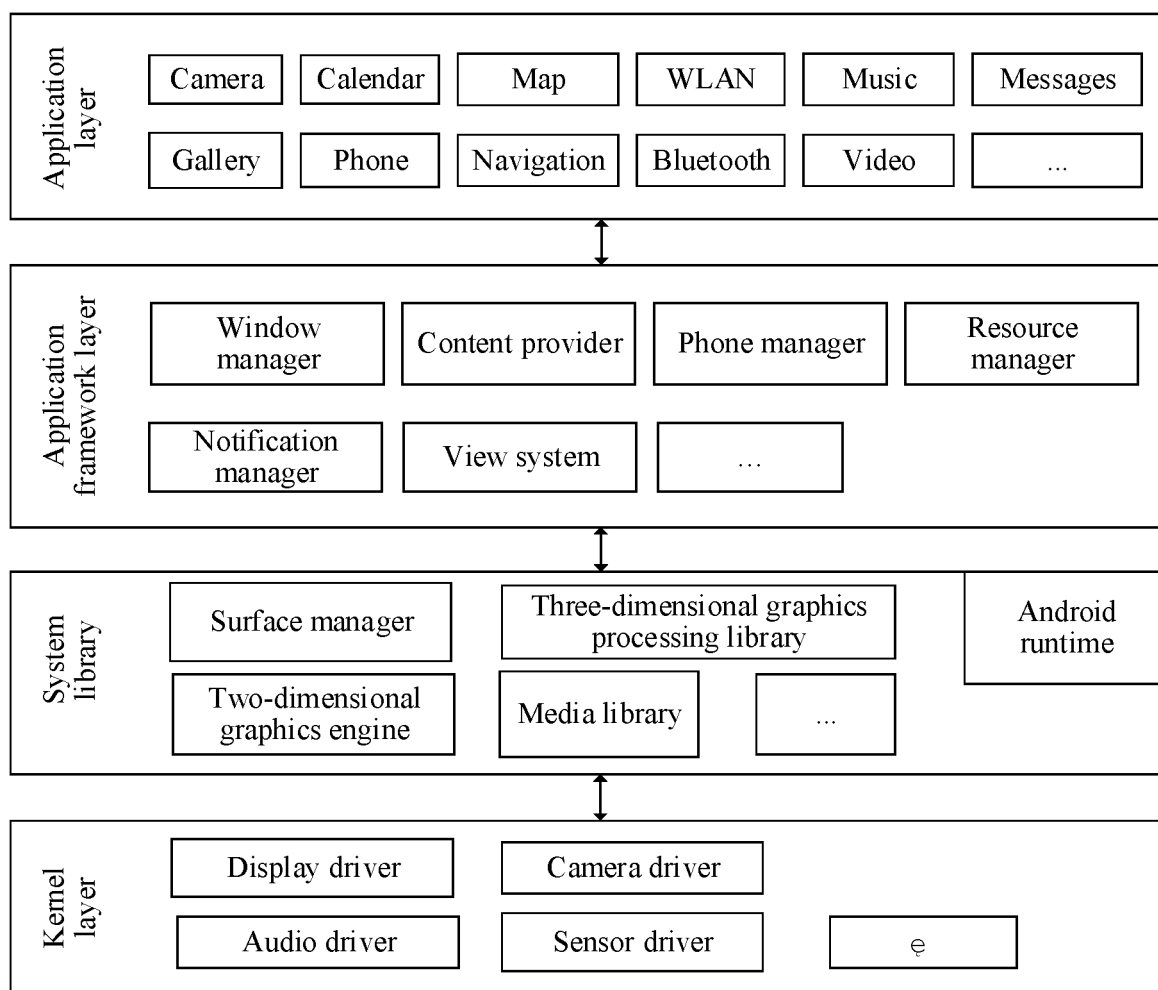 Application
layer
Camera
Calendar
Map
WLAN
Music
Messages
Gallery
Phone
Navigation
Bluetooth
Video
...
Application
framework layer
Window
manager
Content provider
Phone manager
Resource
manager
Notification
manager
View system
...
System
library
Surface manager
Three-dimensional graphics
processing library
Android
runtime
Two-dimensional
graphics engine
Media library
...
Kernel
layer
Display driver
Camera driver
Audio driver
Sensor driver
ę